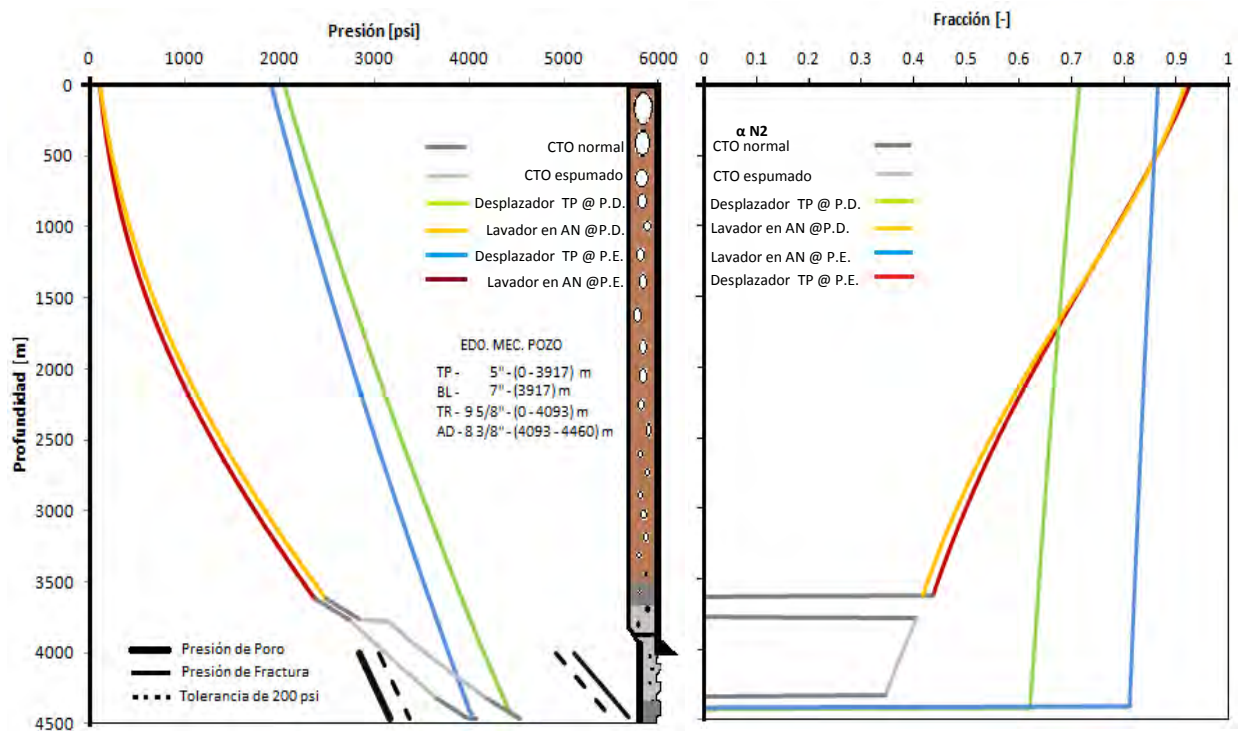 Presión [psi]
0 1000 2000 3000 4000 5000 6000
Profundidad [m]
0
500
1000
1500
2000
2500
3000
3500
4000
4500
CTO normal
CTO espumado
Desplazador TP @ P.D.
Lavador en AN @P.D.
Desplazador TP @ P.E.
Lavador en AN @P.E.
EDO. MEC. POZO
TP - 5" - (0 - 3917) m
BL - 7" - (3917) m
TR - 9 5/8" - (0 - 4093) m
AD - 8 3/8" - (4093 - 4460) m
Presión de Poro
Presión de Fractura
Tolerancia de 200 psi
Fracción [-]
0 0.1 0.2 0.3 0.4 0.5 0.6 0.7 0.8 0.9 1
α N2
CTO normal
CTO espumado
Desplazador TP @ P.D.
Lavador en AN @P.D.
Lavador en AN @ P.E.
Desplazador TP @ P.E.